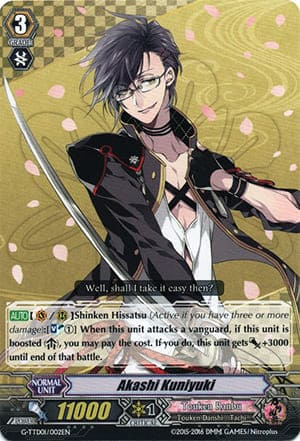 3
GRADE
Well, shall I take it easy then?
AUTO [ / ]Shinken Hissatsu (Active if you have three or more
damage):[ ①] When this unit attacks a vanguard, if this unit is
boosted ( ), you may pay the cost. If you do, this unit gets +3000
until end of that battle.
NORMAL
UNIT
Akashi Kuniyuki
11000
1
CRITICAL
Touken Ranbu
Touken Danshi Tachi
G-TTD01/002EN
©2015-2016 DMM GAMES/Nitroplus